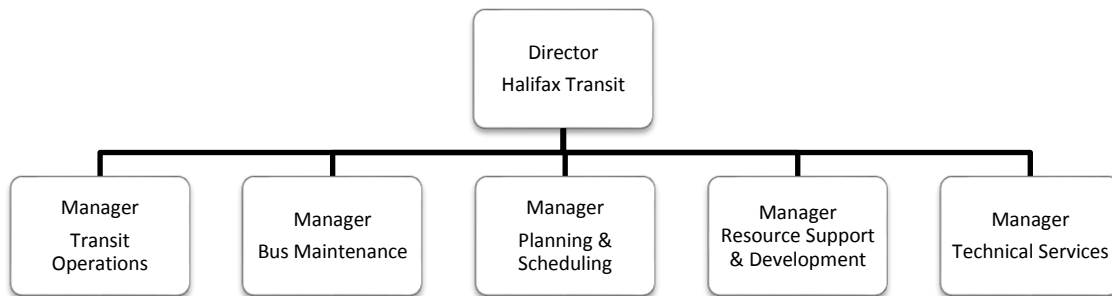 Director
Halifax Transit
Manager
Transit
Operations
Manager
Bus Maintenance
Manager
Planning &
Scheduling
Manager
Resource Support
& Development
Manager
Technical Services